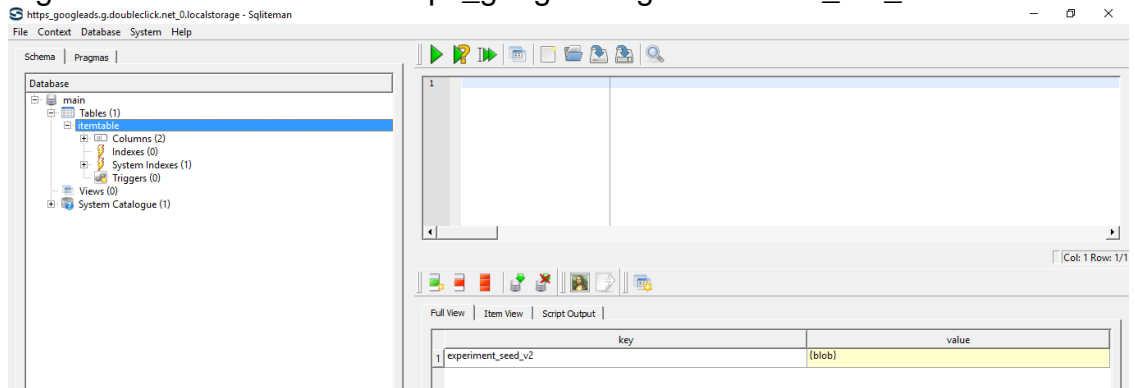 https_googleads.g.doubleclick.net_0.localstorage - Sqliteman
File Context Database System Help
Schema Pragmas
Database
main
Tables (1)
itemtable
Columns (2)
Indexes (0)
System Indexes (1)
Triggers (0)
Views (0)
System Catalogue (1)
1
Col: 1 Row: 1/1
Full View Item View Script Output
key value
1 experiment_seed_v2 {blob}